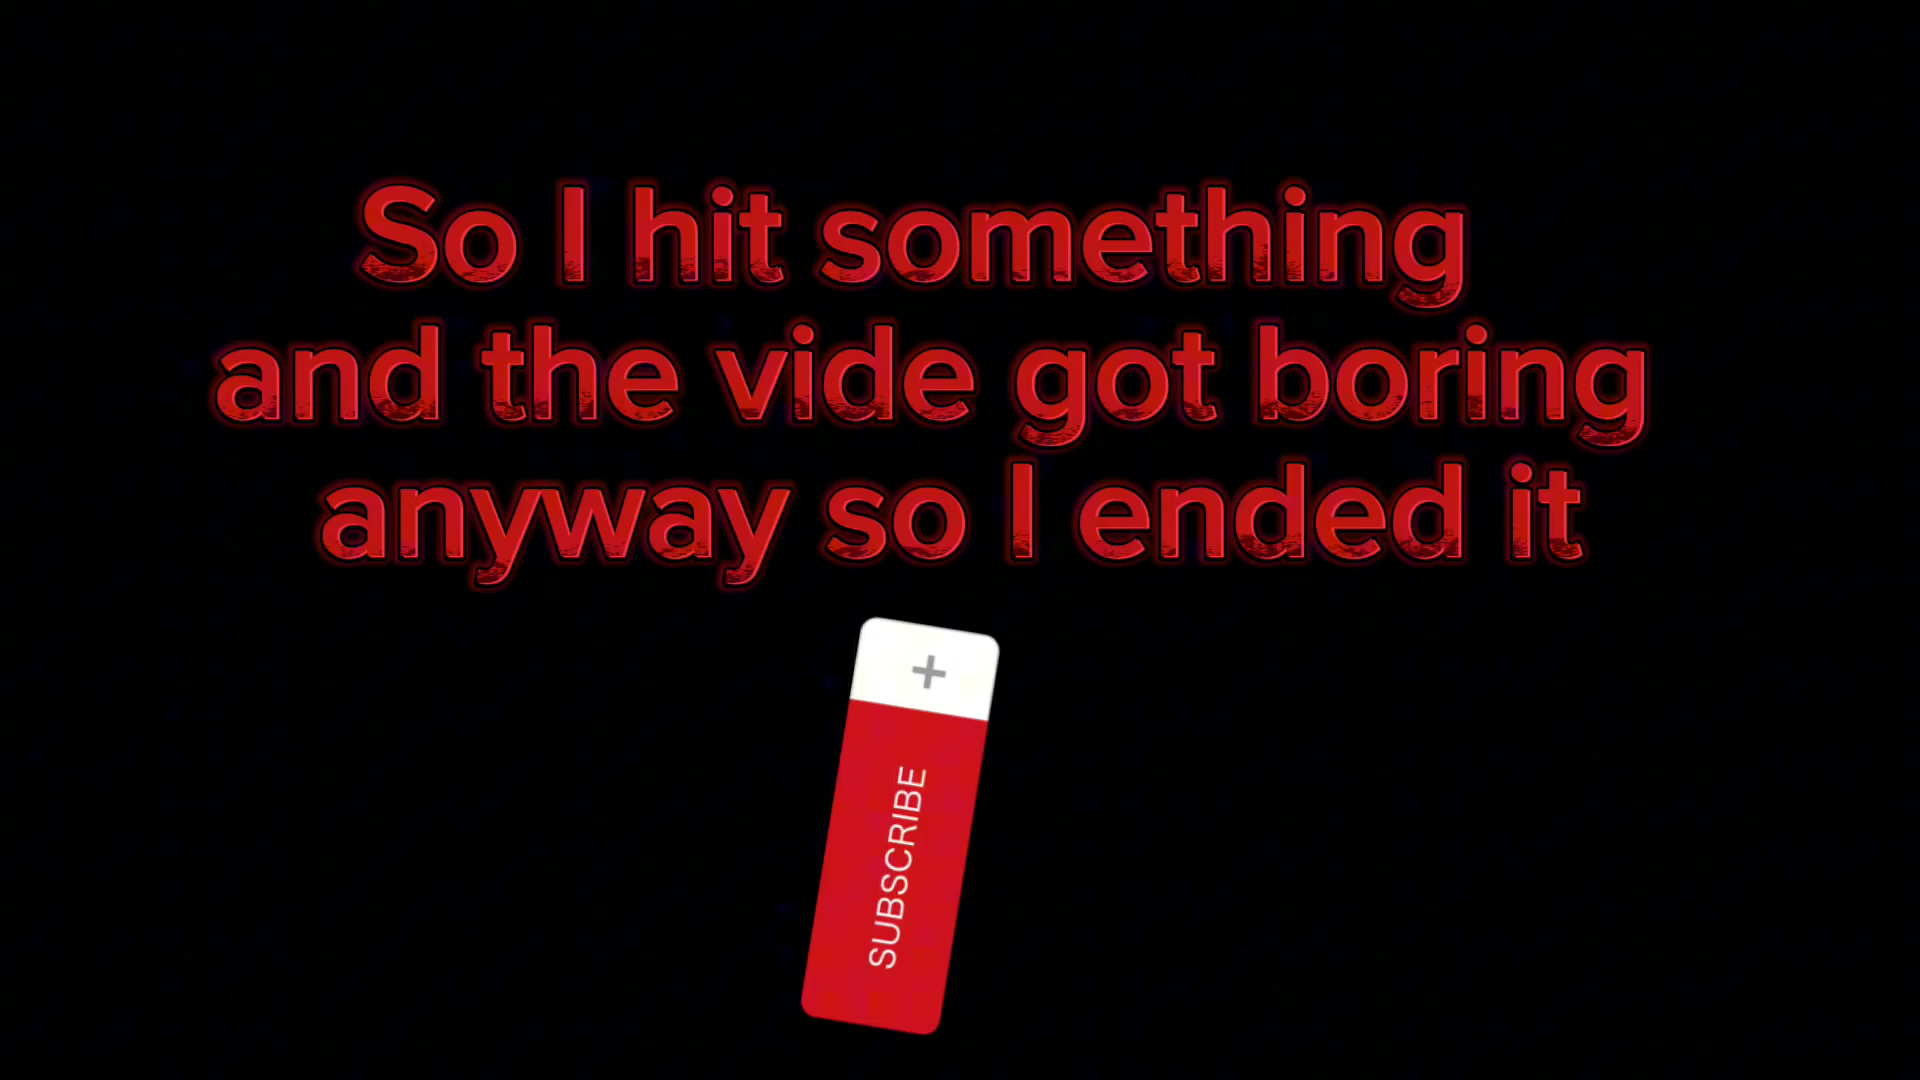 So I hit something
and the vide got boring
anyway so I ended it
+
SUBSCRIBE